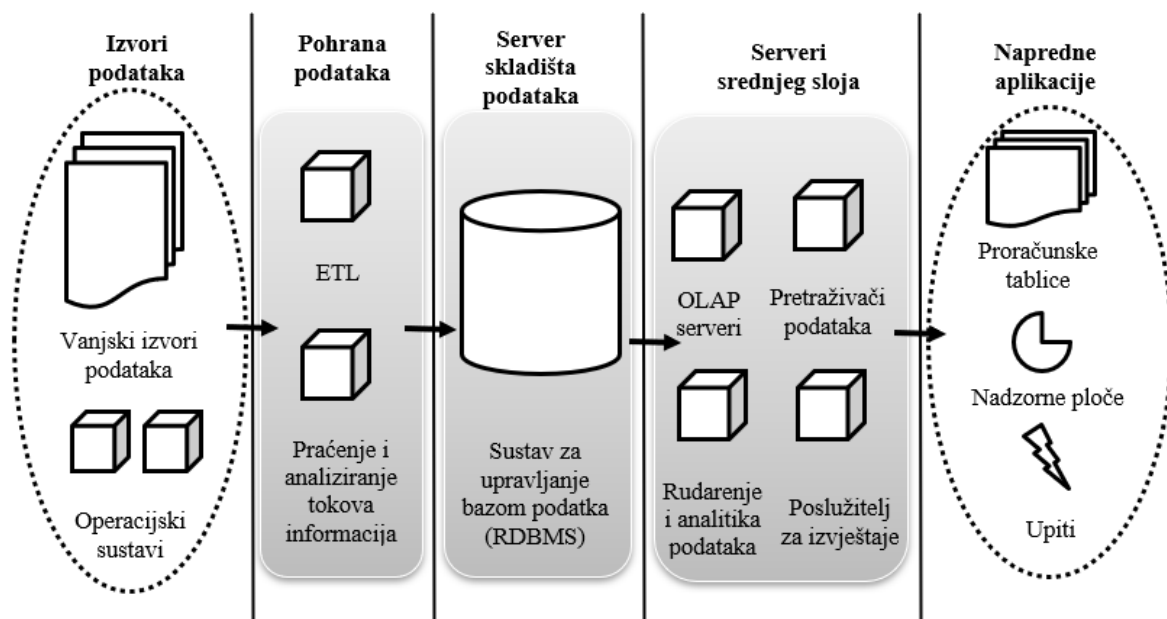 Izvori
podataka
Vanjski izvori
podataka
Operacijski
sustavi
Pohrana
podataka
ETL
Praćenje i
analiziranje
tokova
informacija
Server
skladišta
podataka
Sustav za
upravljanje
bazom podatka
(RDBMS)
Serveri
srednjeg sloja
OLAP
serveri
Pretraživači
podataka
Rudarenje
i analitika
podataka
Poslužitelj
za izvještaje
Napredne
aplikacije
Proračunske
tablice
Nadzorne ploče
Upiti